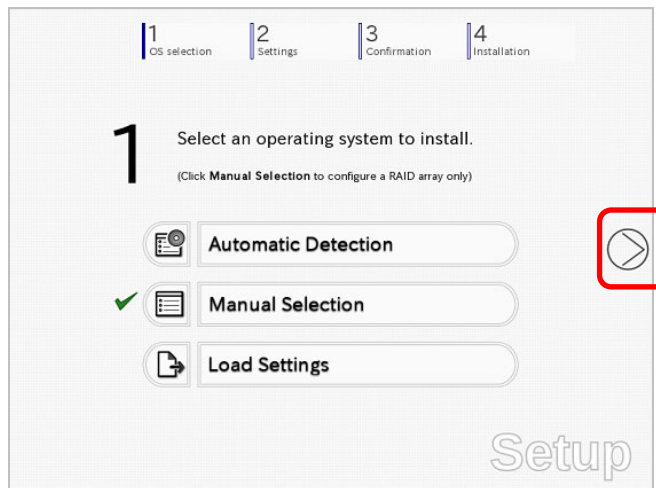 1 2 3 4
OS selection Settings Confirmation Installation
1 Select an operating system to install.
(Click Manual Selection to configure a RAID array only)
Automatic Detection
Manual Selection
Load Settings
Setup